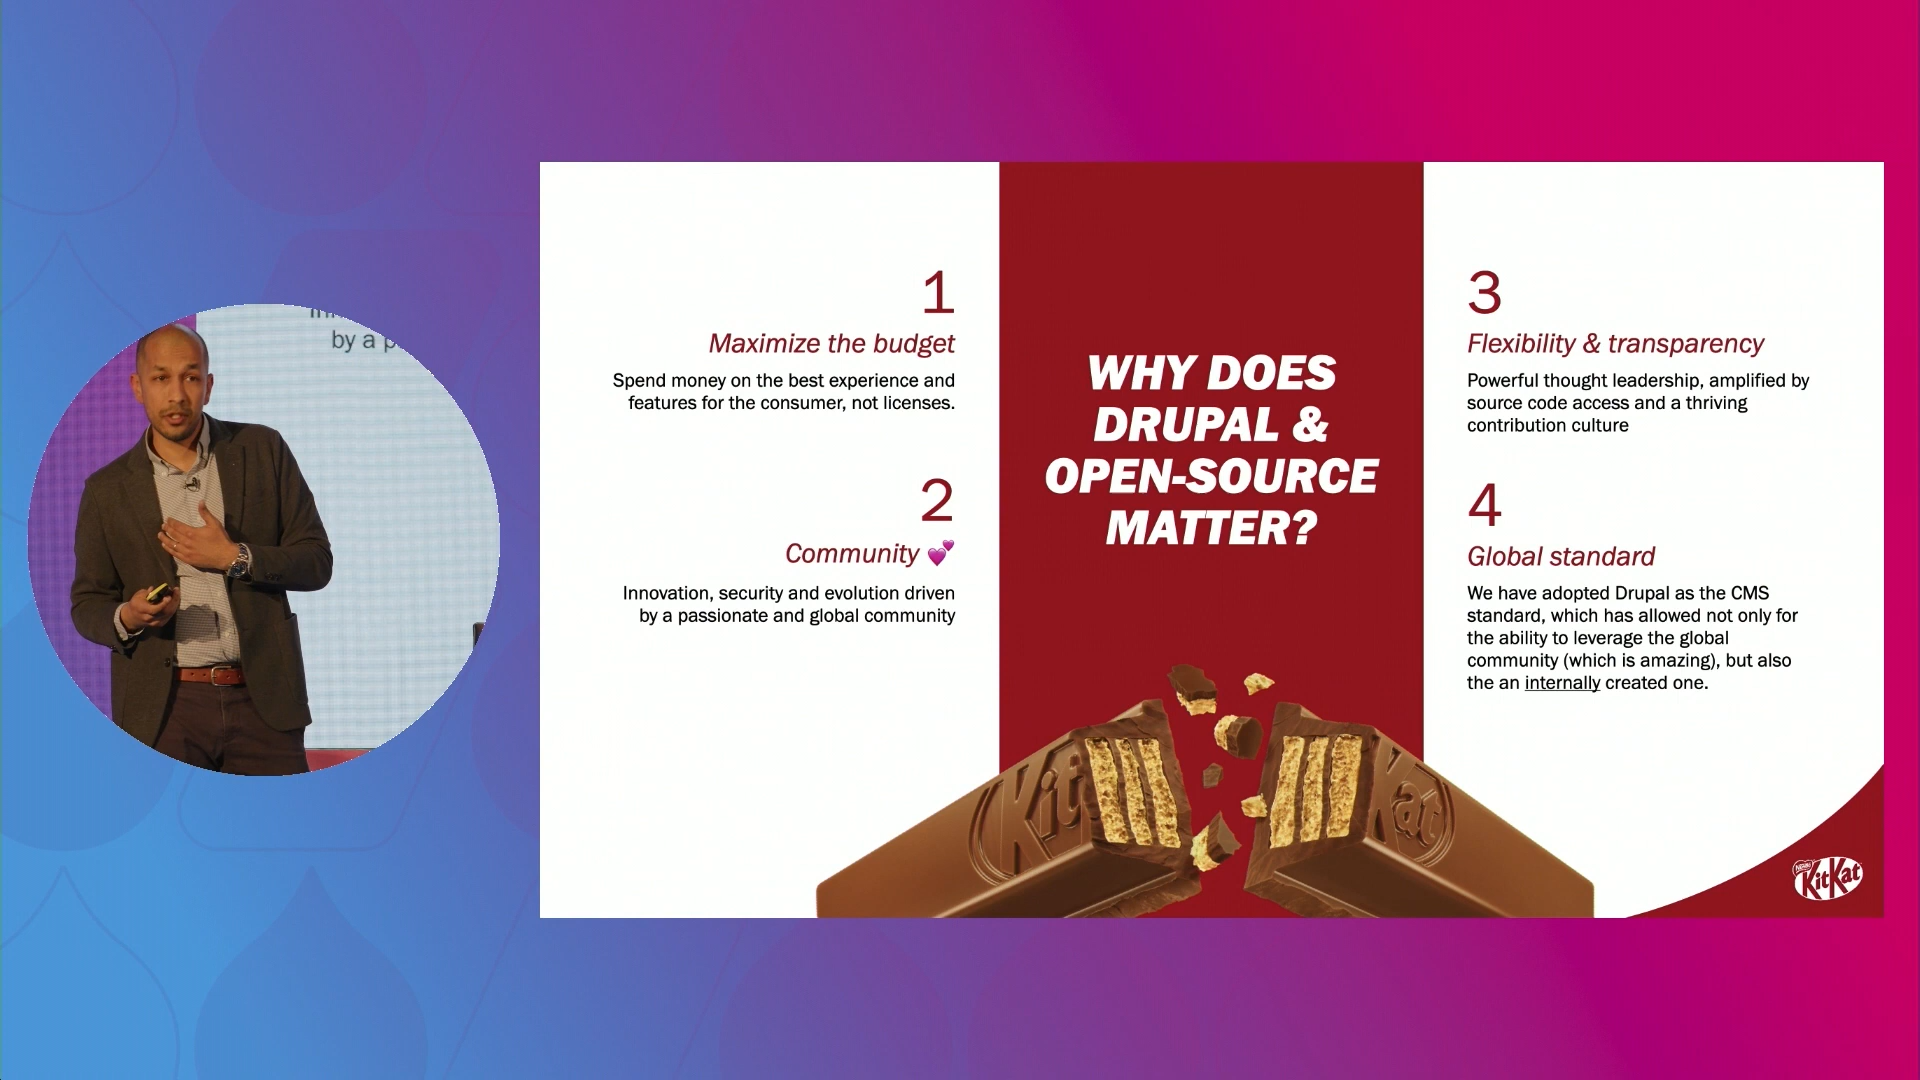 by a p
1
Maximize the budget
Spend money on the best experience and
features for the consumer, not licenses.
2
Community 💕
Innovation, security and evolution driven
by a passionate and global community
WHY DOES
DRUPAL &
OPEN-SOURCE
MATTER?
3
Flexibility & transparency
Powerful thought leadership, amplified by
source code access and a thriving
contribution culture
4
Global standard
We have adopted Drupal as the CMS
standard, which has allowed not only for
the ability to leverage the global
community (which is amazing), but also
the an internally created one.
Kit
Kat
Nestlé
KitKat